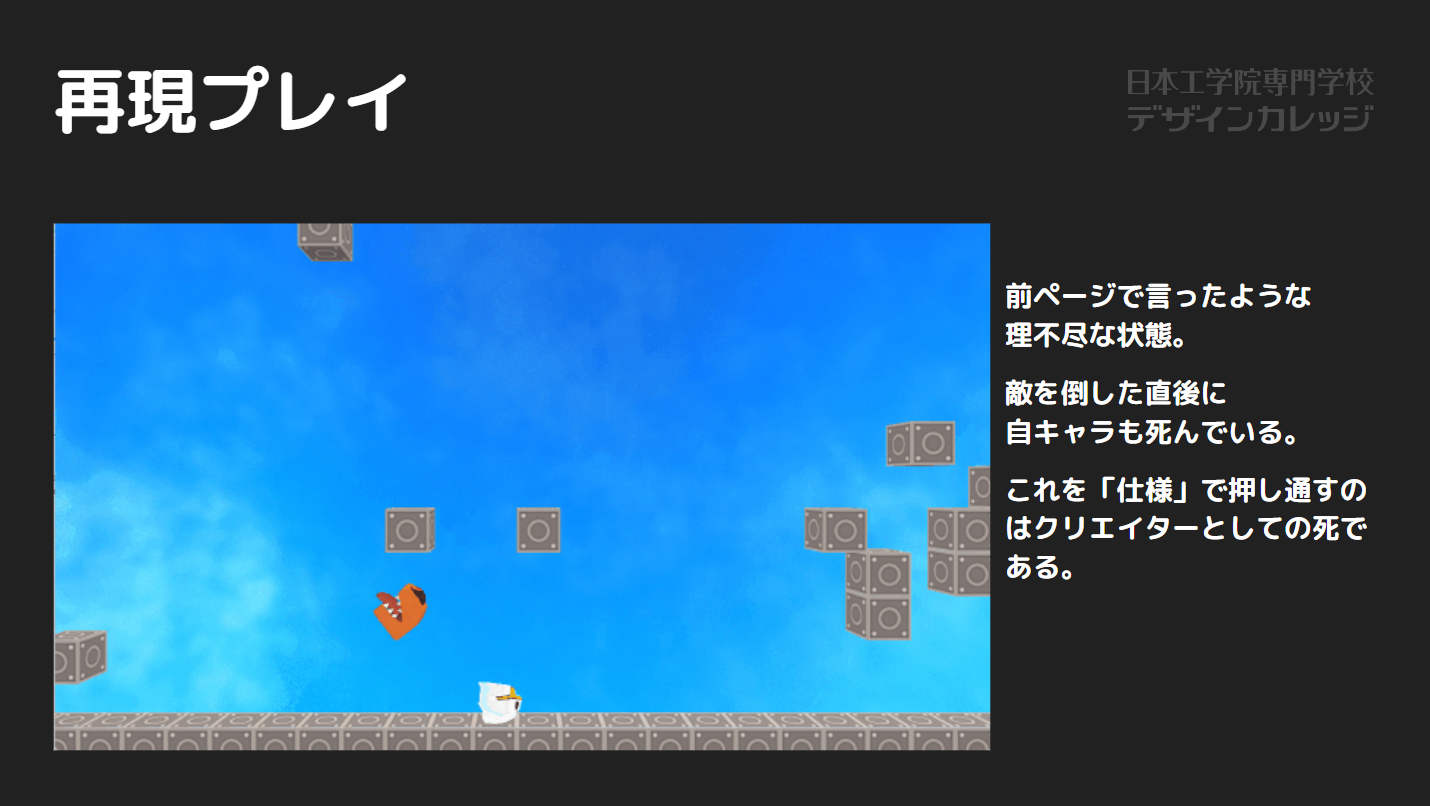 再現プレイ
日本工学院専門学校
デザインカレッジ
前ページで言ったような
理不尽な状態。
敵を倒した直後に
自キャラも死んでいる。
これを「仕様」で押し通すの
はクリエイターとしての死で
ある。